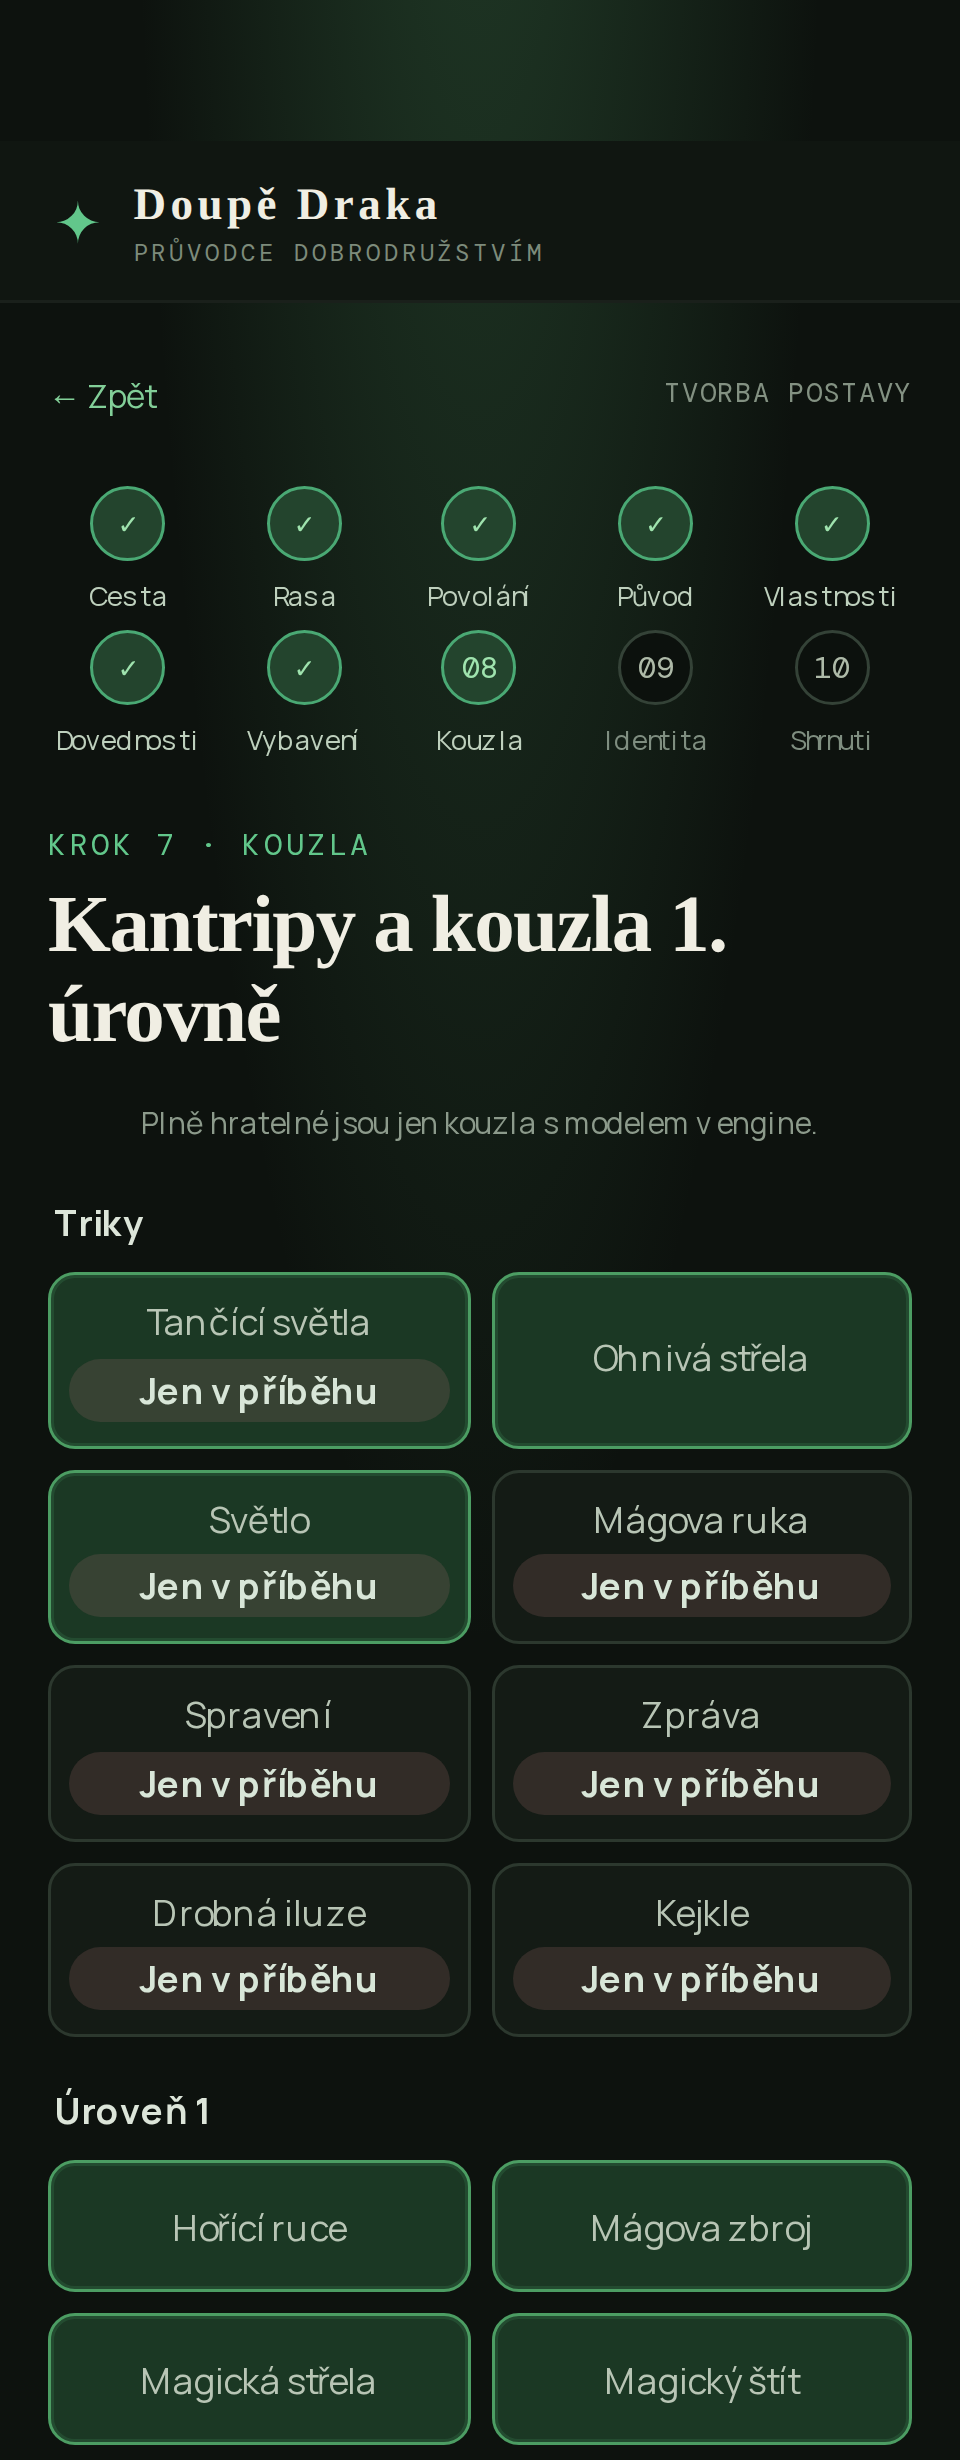 Doupě Draka
PRŮVODCE DOBRODRUŽSTVÍM
← Zpět
TVORBA POSTAVY
✓ ✓ ✓ ✓ ✓
Cesta Rasa Povolání Původ Vlastnosti
✓ ✓ 08 09 10
Dovednosti Vybavení Kouzla Identita Shrnuti
KROK 7 · KOUZLA
Kantripy a kouzla 1.
úrovně
Plně hratelné jsou jen kouzla s modelem v engine.
Triky
Tančící světla
Jen v příběhu
Ohnivá střela
Světlo
Jen v příběhu
Mágova ruka
Jen v příběhu
Spravení
Jen v příběhu
Zpráva
Jen v příběhu
Drobná iluze
Jen v příběhu
Kejkle
Jen v příběhu
Úroveň 1
Hořící ruce
Mágova zbroj
Magická střela
Magický štít